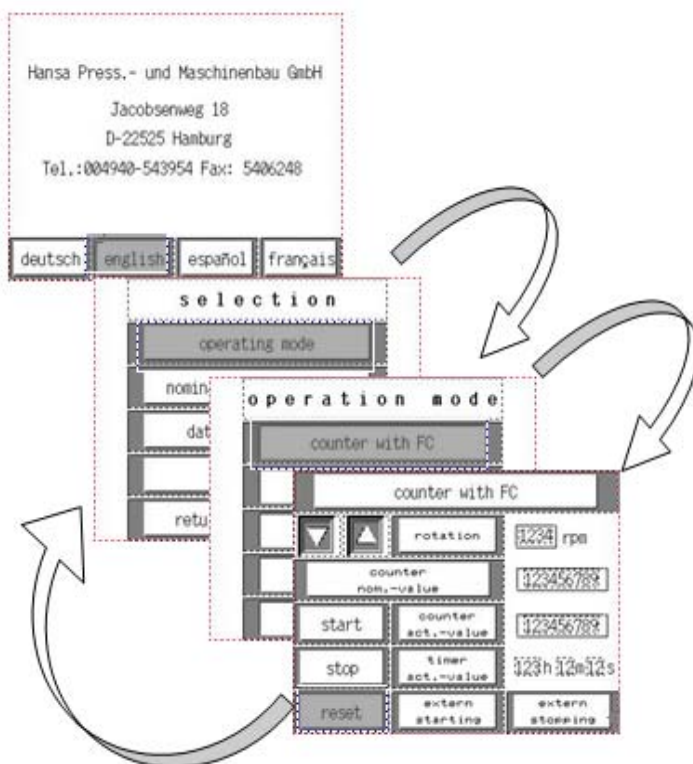 Hansa Press.- und Maschinenbau GmbH
Jacobsenweg 18
D-22525 Hamburg
Tel.:004940-543954 Fax: 5406248
deutsch english español français
selection
operating mode
operation mode
counter with FC
counter with FC
rotation 1234 rpm
counter
nom.-value
123456789
start
counter
act.-value
123456789
stop
timer
act.-value
123h 12m12s
reset
extern
starting
extern
stopping